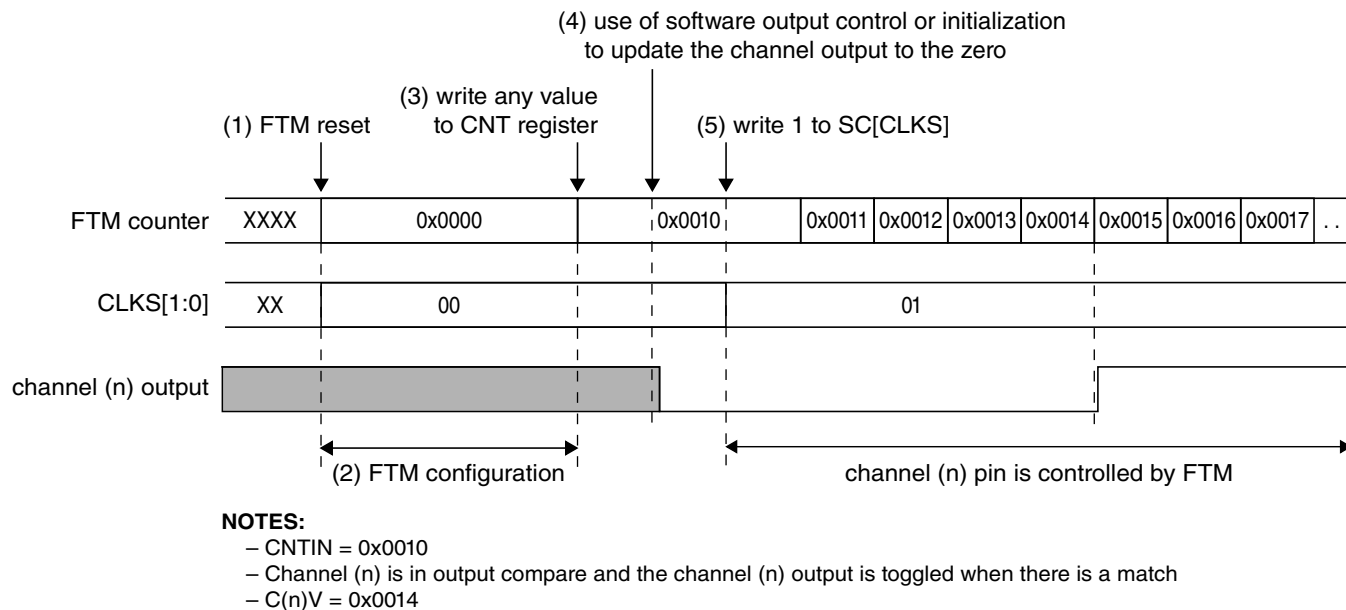 (4) use of software output control or initialization
to update the channel output to the zero
(3) write any value
to CNT register
(1) FTM reset
(5) write 1 to SC[CLKS]
FTM counter XXXX 0x0000 0x0010 0x0011 0x0012 0x0013 0x0014 0x0015 0x0016 0x0017 . .
CLKS[1:0] XX 00 01
channel (n) output
(2) FTM configuration
channel (n) pin is controlled by FTM
NOTES:
– CNTIN = 0x0010
– Channel (n) is in output compare and the channel (n) output is toggled when there is a match
– C(n)V = 0x0014